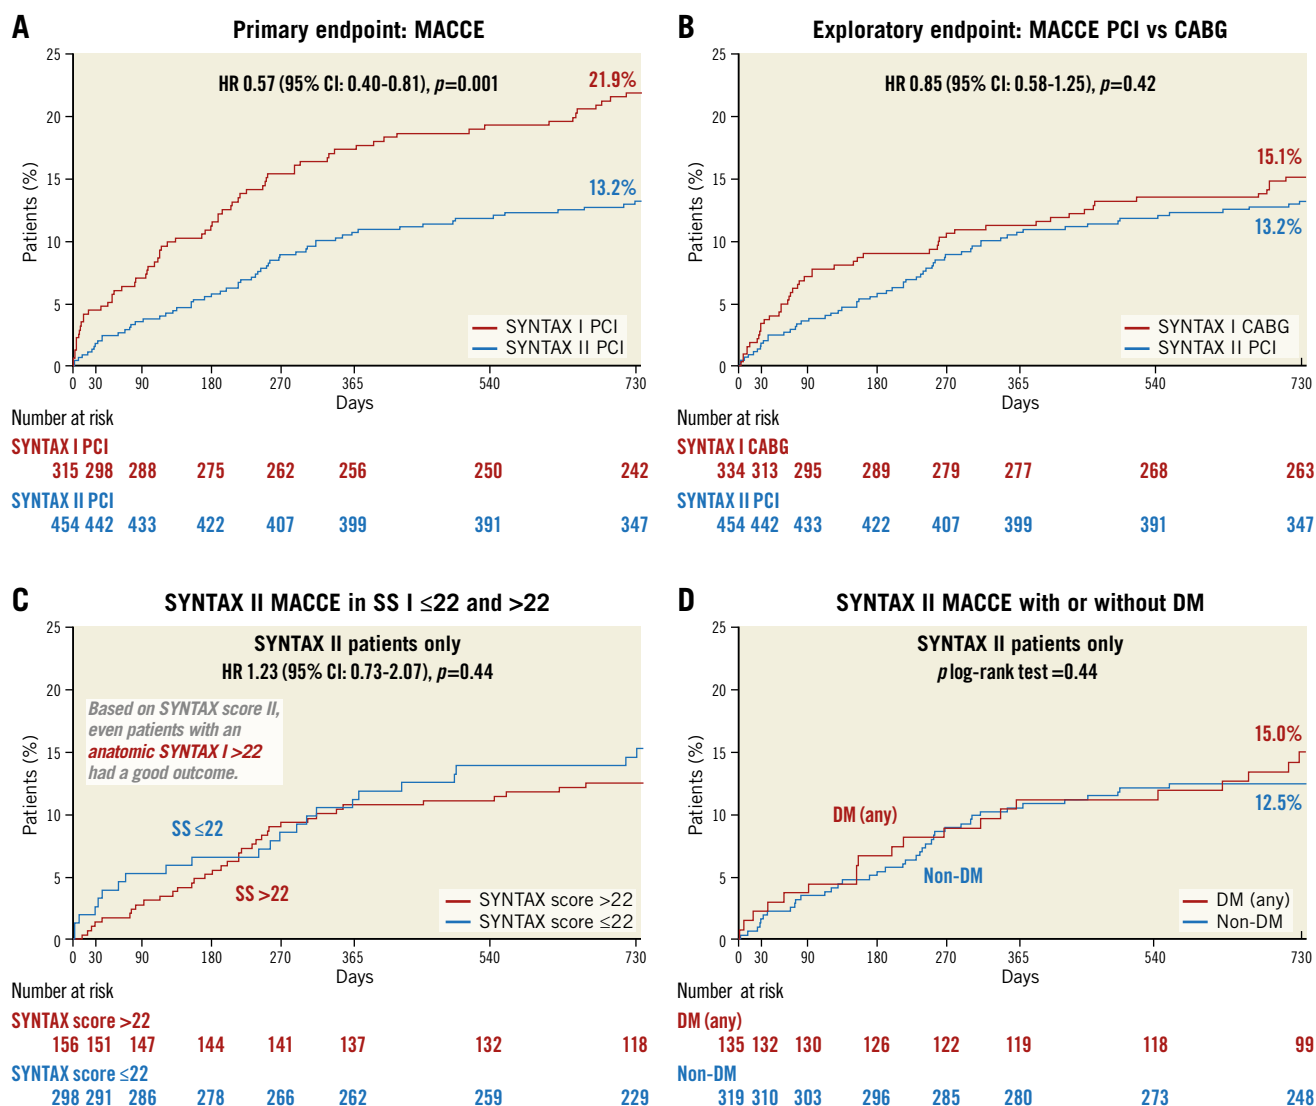 A
Primary endpoint: MACCE
HR 0.57 (95% CI: 0.40-0.81), p=0.001
21.9%
13.2%
25
20
15
10
5
0
Patients (%)
SYNTAX I PCI
SYNTAX II PCI
0 30 90 180 270 365 540 730
Days
Number at risk
SYNTAX I PCI
315 298 288 275 262 256 250 242
SYNTAX II PCI
454 442 433 422 407 399 391 347
B
Exploratory endpoint: MACCE PCI vs CABG
HR 0.85 (95% CI: 0.58-1.25), p=0.42
15.1%
13.2%
25
20
15
10
5
0
Patients (%)
SYNTAX I CABG
SYNTAX II PCI
0 30 90 180 270 365 540 730
Days
Number at risk
SYNTAX I CABG
334 313 295 289 279 277 268 263
SYNTAX II PCI
454 442 433 422 407 399 391 347
C
SYNTAX II MACCE in SS I ≤22 and >22
SYNTAX II patients only
HR 1.23 (95% CI: 0.73-2.07), p=0.44
Based on SYNTAX score II,
even patients with an
anatomic SYNTAX I >22
had a good outcome.
25
20
15
10
5
0
Patients (%)
SS ≤22
SS >22
SYNTAX score >22
SYNTAX score ≤22
0 30 90 180 270 365 540 730
Days
Number at risk
SYNTAX score >22
156 151 147 144 141 137 132 118
SYNTAX score ≤22
298 291 286 278 266 262 259 229
D
SYNTAX II MACCE with or without DM
SYNTAX II patients only
p log-rank test =0.44
15.0%
12.5%
25
20
15
10
5
0
Patients (%)
DM (any)
Non-DM
DM (any)
Non-DM
0 30 90 180 270 365 540 730
Days
Number at risk
DM (any)
135 132 130 126 122 119 118 99
Non-DM
319 310 303 296 285 280 273 248